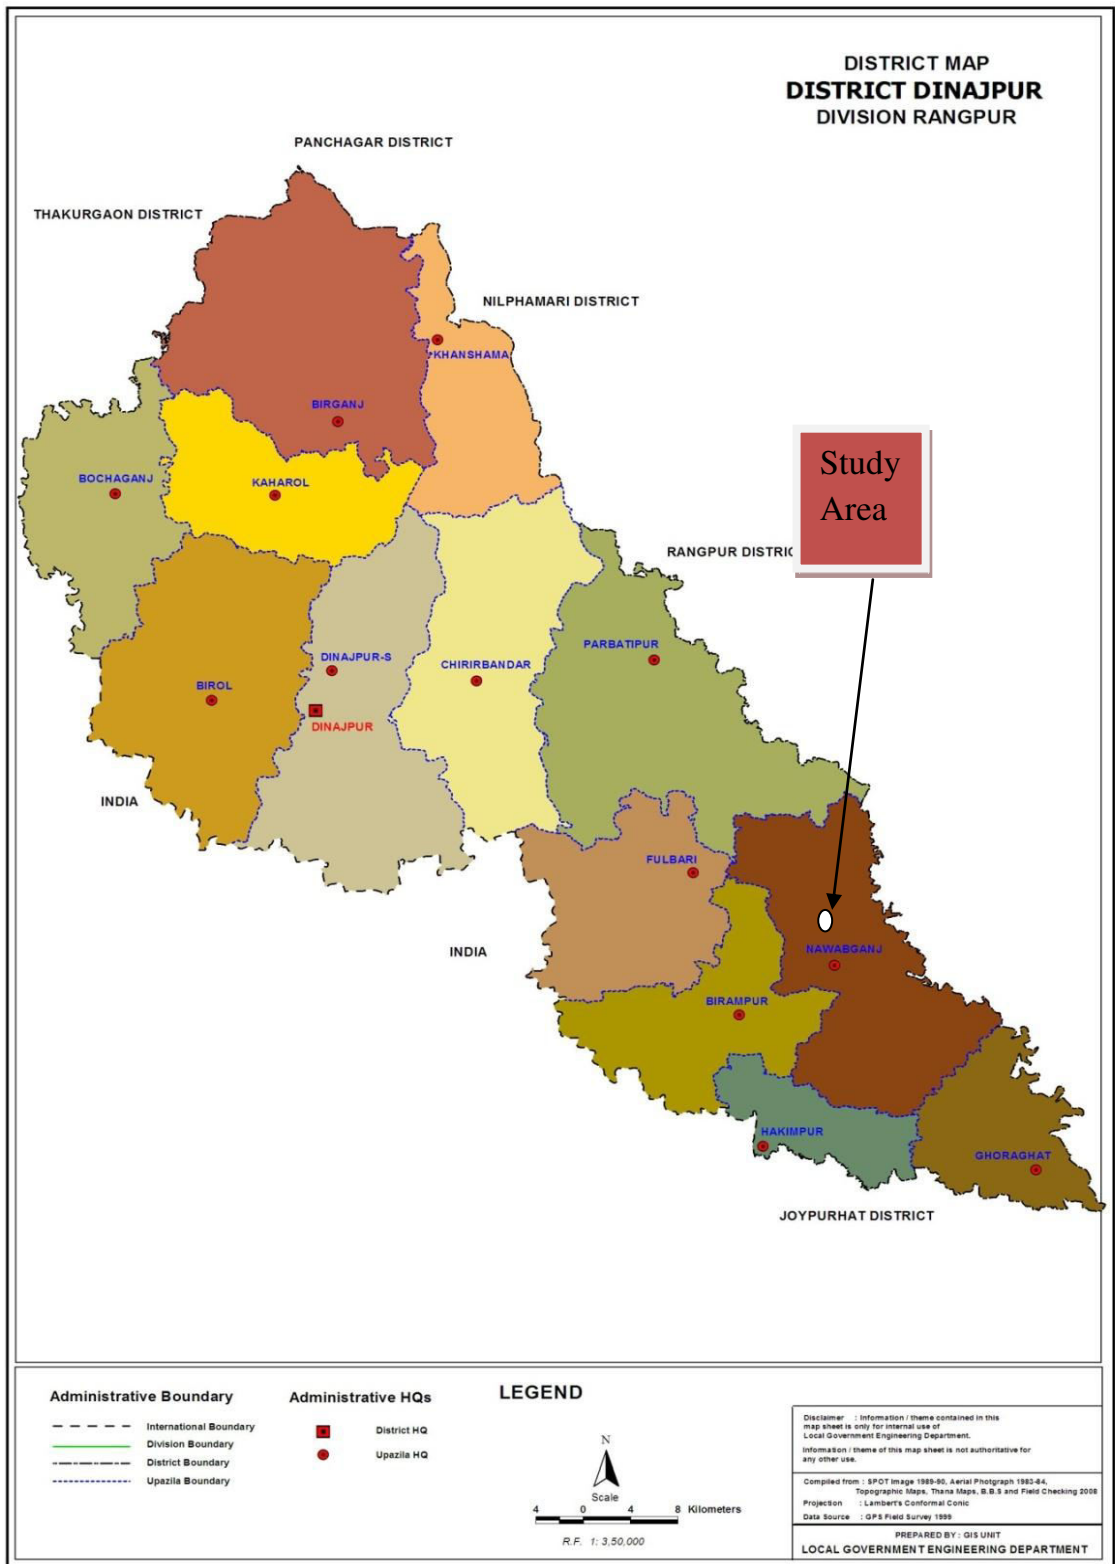 DISTRICT MAP
DISTRICT DINAJPUR
DIVISION RANGPUR
PANCHAGAR DISTRICT
THAKURGAON DISTRICT
NILPHAMARI DISTRICT
KHANSHAMA
BIRGANJ
BOCHAGANJ
KAHAROL
Study
Area
RANGPUR DISTRIC
PARBATIPUR
DINAJPUR-S
CHIRIRBANDAR
BIROL
DINAJPUR
INDIA
FULBARI
INDIA
NAWABGANJ
BIRAMPUR
HAKIMPUR
GHORAGHAT
JOYPURHAT DISTRICT
LEGEND
Administrative Boundary
International Boundary
Division Boundary
District Boundary
Upazila Boundary
Administrative HQs
District HQ
Upazila HQ
N
Scale
4 0 4 8 Kilometers
R.F. 1: 3,50,000
Disclaimer : Information / theme contained in this
map sheet is only for internal use of
Local Government Engineering Department.
Information / theme of this map sheet is not authoritative for
any other use.
Compiled from : SPOT Image 1989-90, Aerial Photgraph 1983-84,
Topographic Maps, Thana Maps, B.B.S and Field Checking 2008
Projection : Lambert's Conformal Conic
Data Source : GPS Field Survey 1999
PREPARED BY : GIS UNIT
LOCAL GOVERNMENT ENGINEERING DEPARTMENT